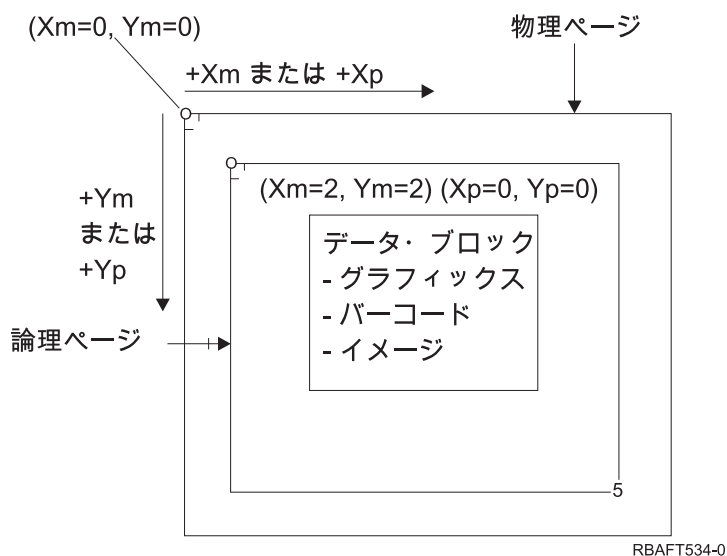 (Xm=0, Ym=0)
物理ページ
+Xm または +Xp
+Ym
または
+Yp
(Xm=2, Ym=2) (Xp=0, Yp=0)
データ・ブロック
- グラフィックス
- バーコード
- イメージ
論理ページ
5
RBAFT534-0